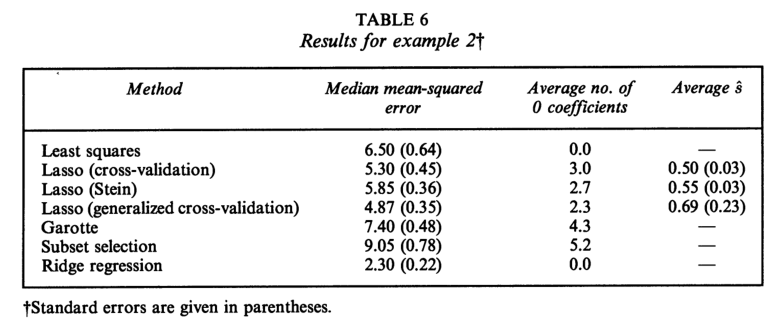 TABLE 6
Results for example 2†
Method Median mean-squared error Average no. of 0 coefficients Average ŝ
Least squares 6.50 (0.64) 0.0 —
Lasso (cross-validation) 5.30 (0.45) 3.0 0.50 (0.03)
Lasso (Stein) 5.85 (0.36) 2.7 0.55 (0.03)
Lasso (generalized cross-validation) 4.87 (0.35) 2.3 0.69 (0.23)
Garotte 7.40 (0.48) 4.3 —
Subset selection 9.05 (0.78) 5.2 —
Ridge regression 2.30 (0.22) 0.0 —
†Standard errors are given in parentheses.